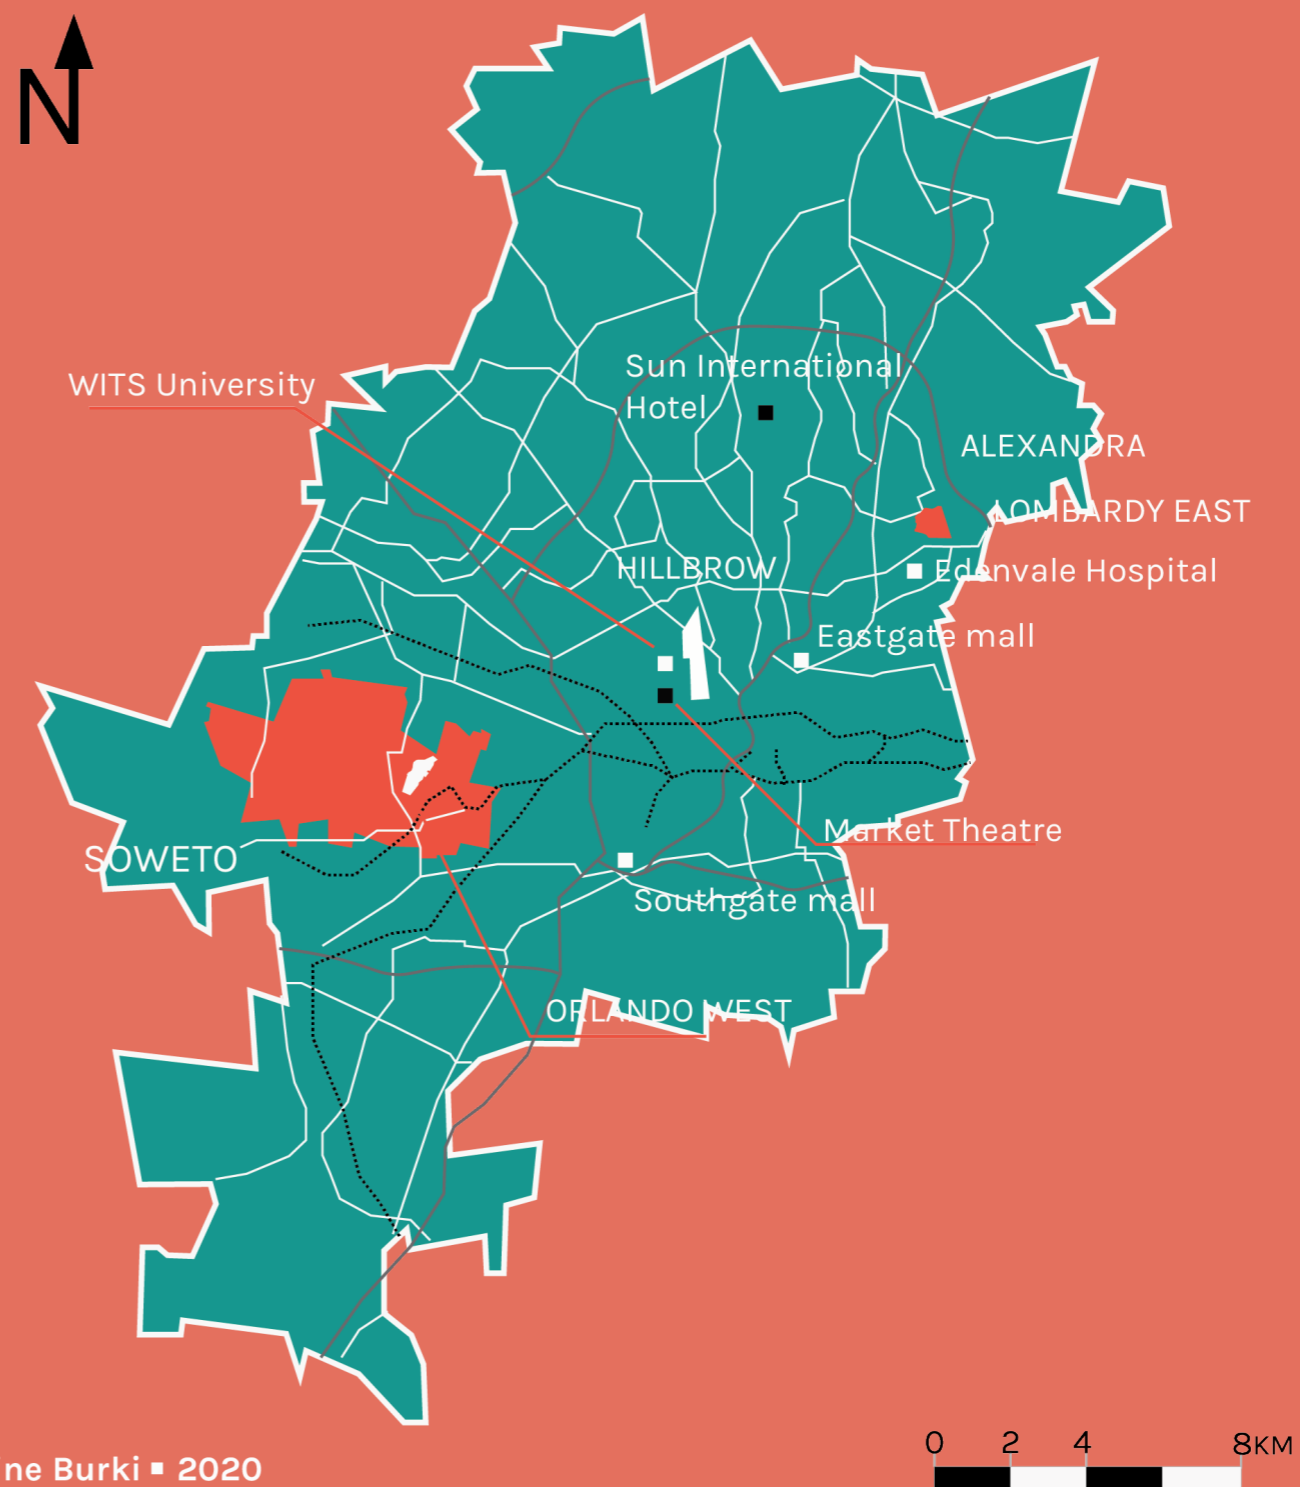 N
WITS University
Sun International
Hotel
ALEXANDRA
LOMBARDY EAST
HILLBROW
Edenvale Hospital
Eastgate mall
Market Theatre
SOWETO
Southgate mall
ORLANDO WEST
0 2 4 8KM
ne Burki ▪ 2020